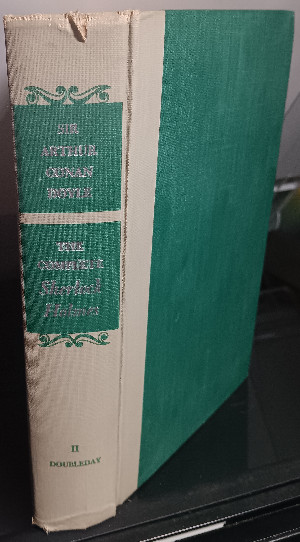 SIR
ARTHUR
CONAN
DOYLE
THE
COMPLETE
Sherlock
Holmes
II
DOUBLEDAY